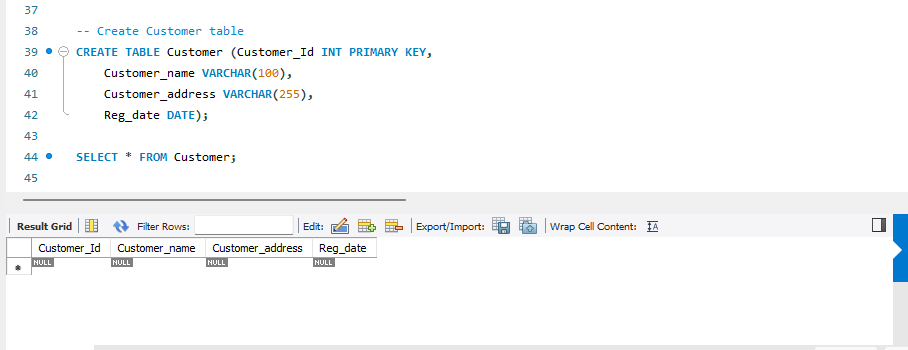 37
38 -- Create Customer table
39 CREATE TABLE Customer (Customer_Id INT PRIMARY KEY,
40 Customer_name VARCHAR(100),
41 Customer_address VARCHAR(255),
42 Reg_date DATE);
43
44 SELECT * FROM Customer;
45
Result Grid Filter Rows: Edit: Export/Import: Wrap Cell Content: IA
Customer_Id Customer_name Customer_address Reg_date
* NULL NULL NULL NULL